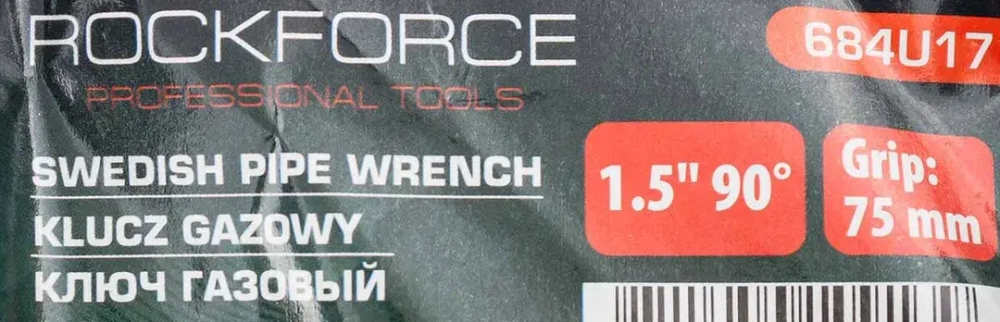 ROCKFORCE
684U17
PROFESSIONAL TOOLS
SWEDISH PIPE WRENCH
KLUCZ GAZOWY
КЛЮЧ ГАЗОВЫЙ
1.5" 90°
Grip:
75 mm